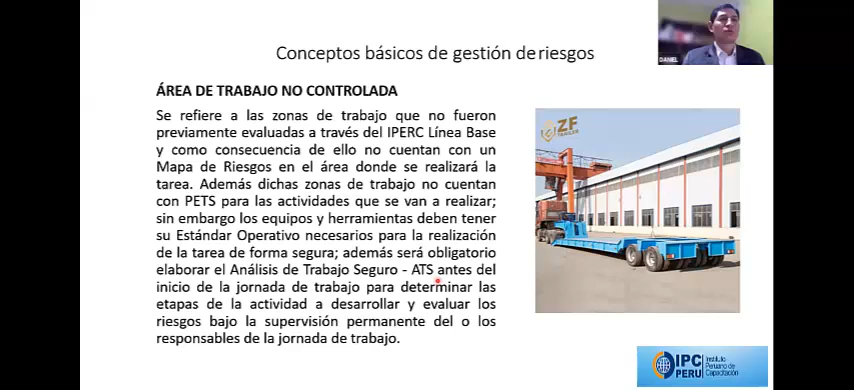 Conceptos básicos de gestión de riesgos
DANIEL
ÁREA DE TRABAJO NO CONTROLADA
Se refiere a las zonas de trabajo que no fueron
previamente evaluadas a través del IPERC Línea Base
y como consecuencia de ello no cuentan con un
Mapa de Riesgos en el área donde se realizará la
tarea. Además dichas zonas de trabajo no cuentan
con PETS para las actividades que se van a realizar;
sin embargo los equipos y herramientas deben tener
su Estándar Operativo necesarios para la realización
de la tarea de forma segura; además será obligatorio
elaborar el Análisis de Trabajo Seguro - ATS antes del
inicio de la jornada de trabajo para determinar las
etapas de la actividad a desarrollar y evaluar los
riesgos bajo la supervisión permanente del o los
responsables de la jornada de trabajo.
ZF
TRAILER
IPC
PERU
Instituto
Peruano de
Capacitación